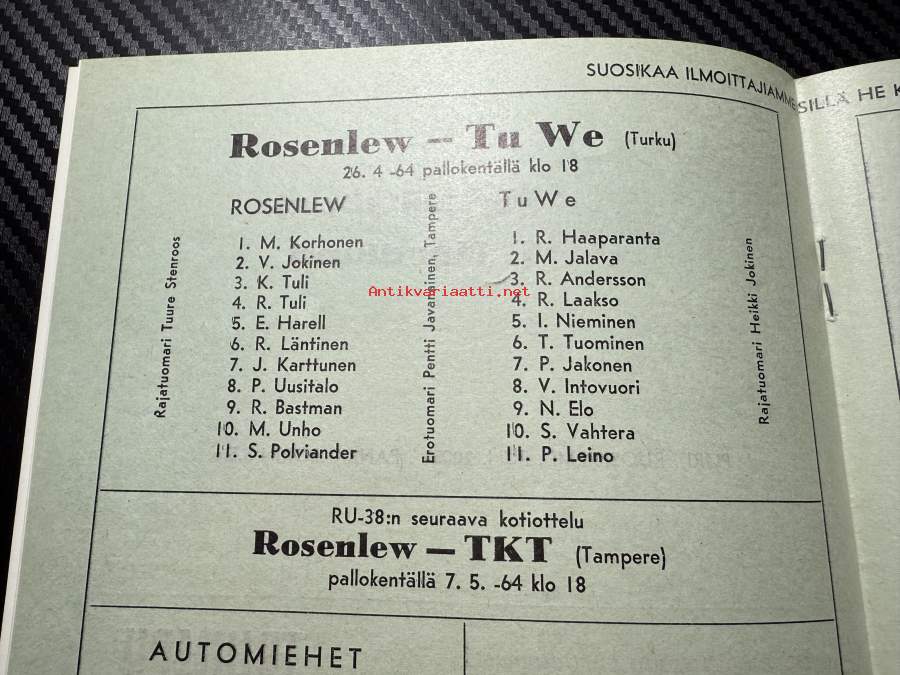 SUOSIKAA ILMOITTAJIAMME
SILLÄ HE K
Rosenlew — Tu We (Turku)
26. 4 -64 pallokentällä klo 18
Rajatuomari Tuure Stenroos
ROSENLEW
1. M. Korhonen
2. V. Jokinen
3. K. Tuli
4. R. Tuli
5. E. Harell
6. R. Läntinen
7. J. Karttunen
8. P. Uusitalo
9. R. Bastman
10. M. Unho
11. S. Polviander
Erotuomari Pentti Tampere
TuWe
1. R. Haaparanta
2. M. Jalava
3. R. Andersson
4. R. Laakso
5. I. Nieminen
6. T. Tuominen
7. P. Jakonen
8. V. Intovuori
9. N. Elo
10. S. Vahtera
11. P. Leino
Rajatuomari Heikki Jokinen
Antikvariaatti.net
RU-38:n seuraava kotiottelu
Rosenlew — TKT (Tampere)
pallokentällä 7. 5. -64 klo 18
AUTOMIEHET